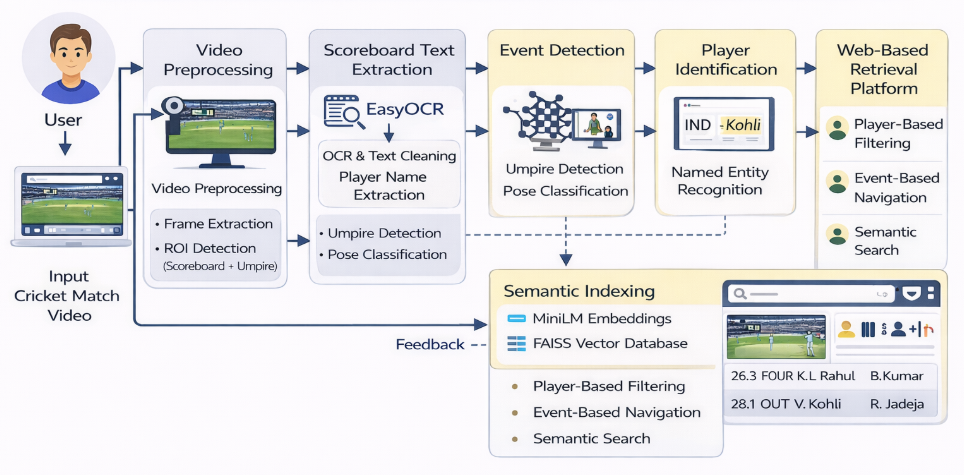 User
Input
Cricket Match
Video
Video
Preprocessing
Video Preprocessing
• Frame Extraction
• ROI Detection
(Scoreboard + Umpire)
Scoreboard Text
Extraction
EasyOCR
OCR & Text Cleaning
Player Name
Extraction
• Umpire Detection
• Pose Classification
Event Detection
Umpire Detection
Pose Classification
Player
Identification
IND - Kohli
Named Entity
Recognition
Web-Based
Retrieval
Platform
Player-Based
Filtering
Event-Based
Navigation
Semantic
Search
Feedback
Semantic Indexing
MiniLM Embeddings
FAISS Vector Database
• Player-Based Filtering
• Event-Based Navigation
• Semantic Search
26.3 FOUR K.L Rahul B.Kumar
28.1 OUT V. Kohli R. Jadeja